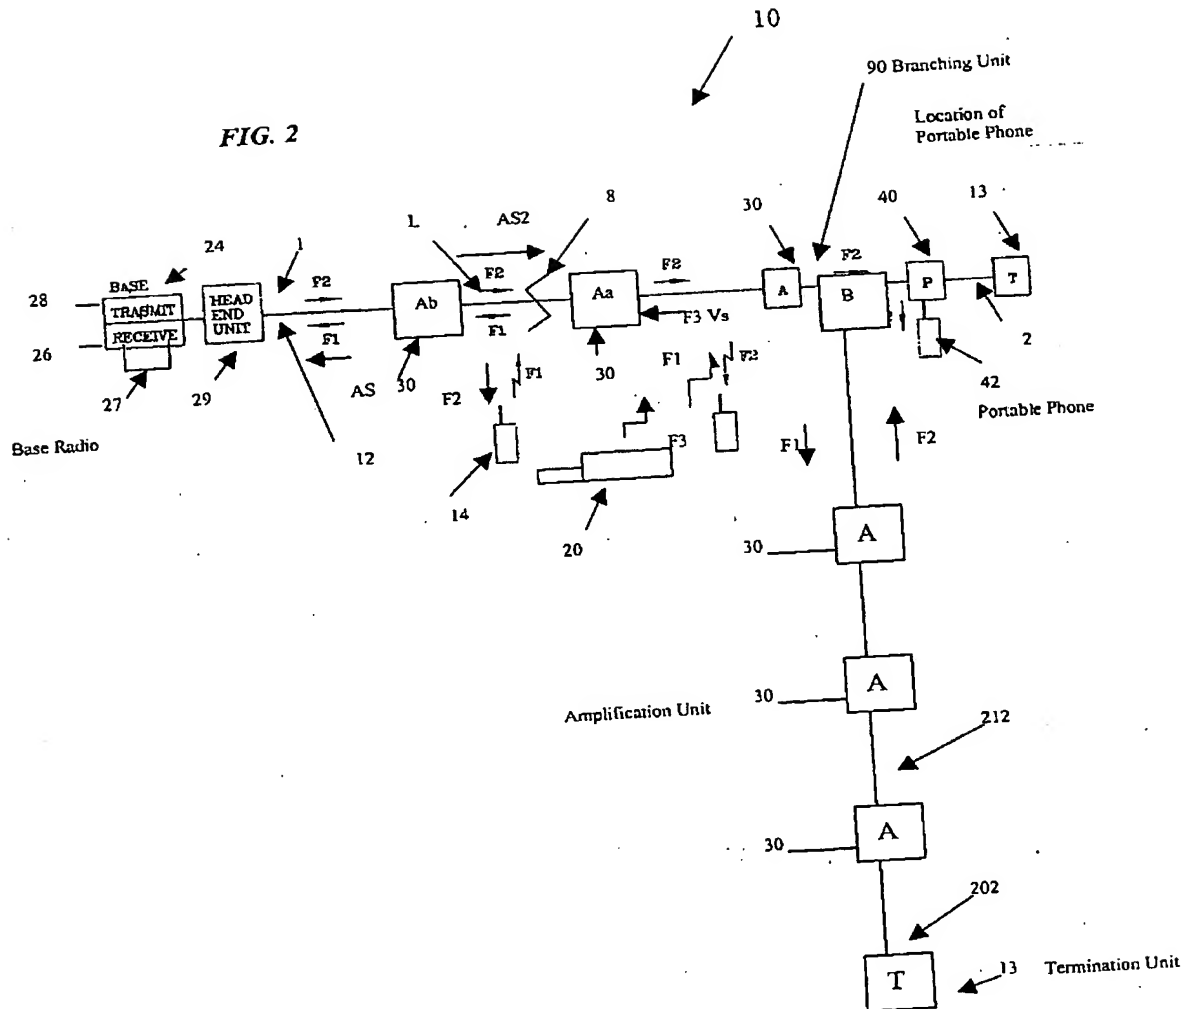 10
90 Branching Unit
Location of
Portable Phone
FIG. 2
13
40
30
8
AS2
L
1
24
BASE
28
TRASMIT
RECEIVE
26
27
HEAD
END
UNIT
29
F2
F1
AS
12
Ab
30
F2
F1
Aa
30
F2
F3 Vs
A
B
F2
P
T
2
42
Portable Phone
Base Radio
F2
F1
14
F3
20
F1
F2
F1
F2
30
A
30
A
Amplification Unit
212
30
A
202
T
13 Termination Unit